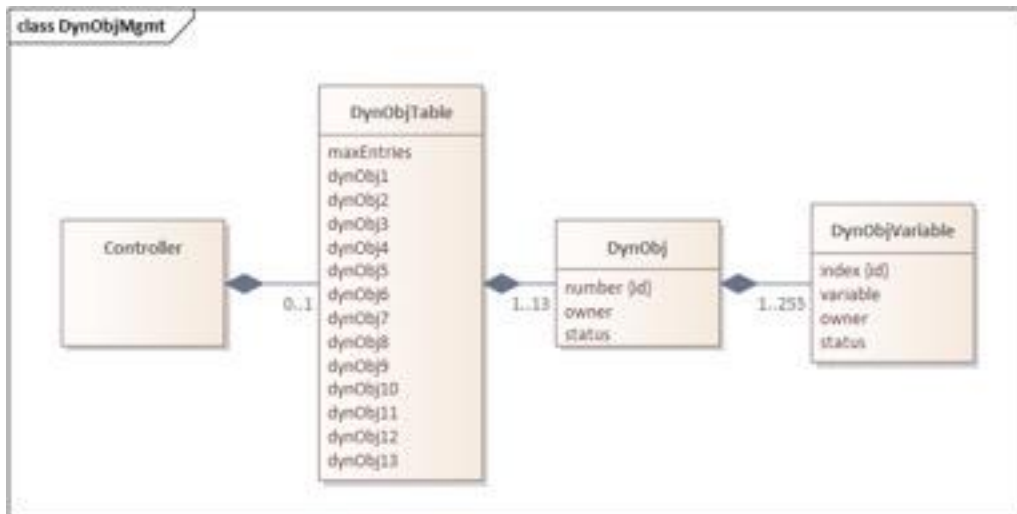 class DynObjMgmt
DynObjTable
maxEntries
dynObj1
dynObj2
dynObj3
dynObj4
dynObj5
dynObj6
dynObj7
dynObj8
dynObj9
dynObj10
dynObj11
dynObj12
dynObj13
Controller
0..1
DynObj
number (id)
owner
status
1..13
DynObjVariable
index (id)
variable
owner
status
1..255